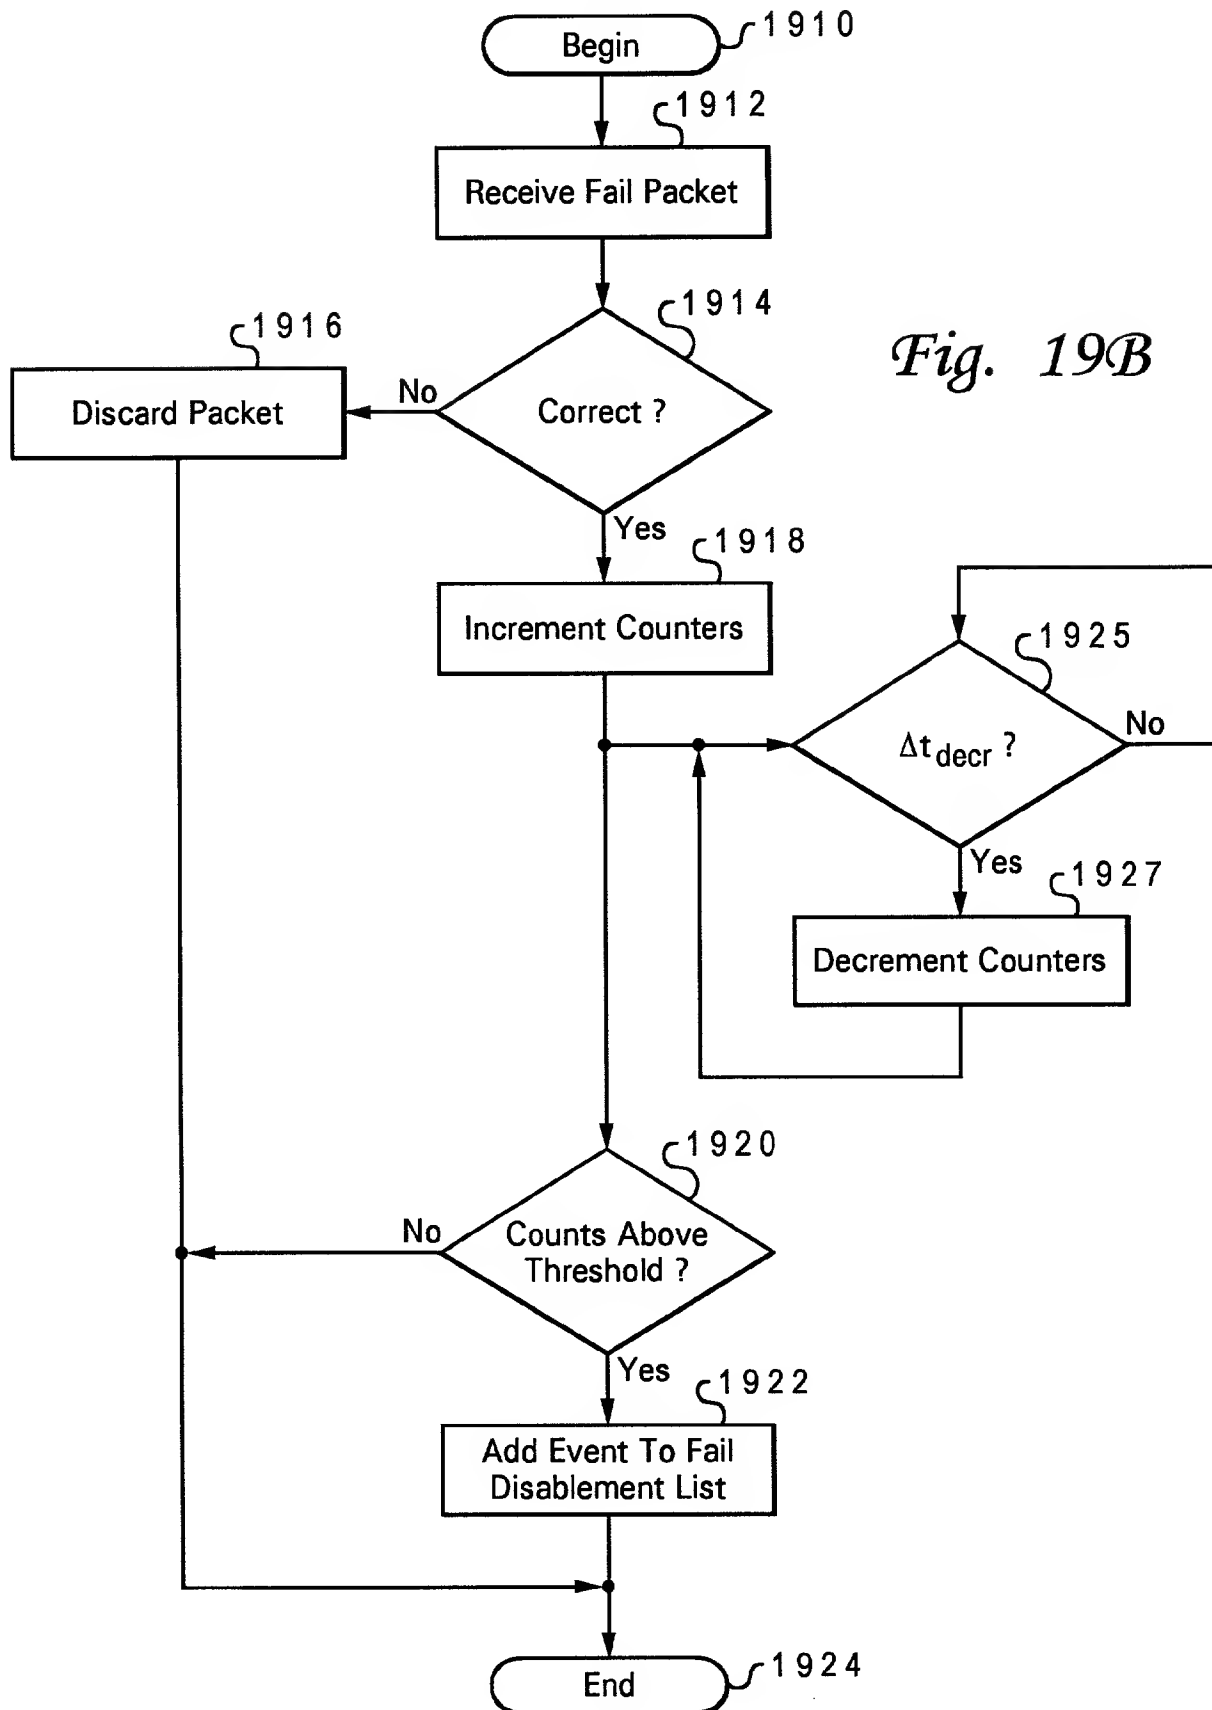 Begin
1910
1912
Receive Fail Packet
1914
Fig. 19B
1916
No
Discard Packet
Correct ?
Yes
1918
Increment Counters
1925
No
Δtdecr ?
Yes
1927
Decrement Counters
1920
No
Counts Above
Threshold ?
Yes
1922
Add Event To Fail
Disablement List
End
1924